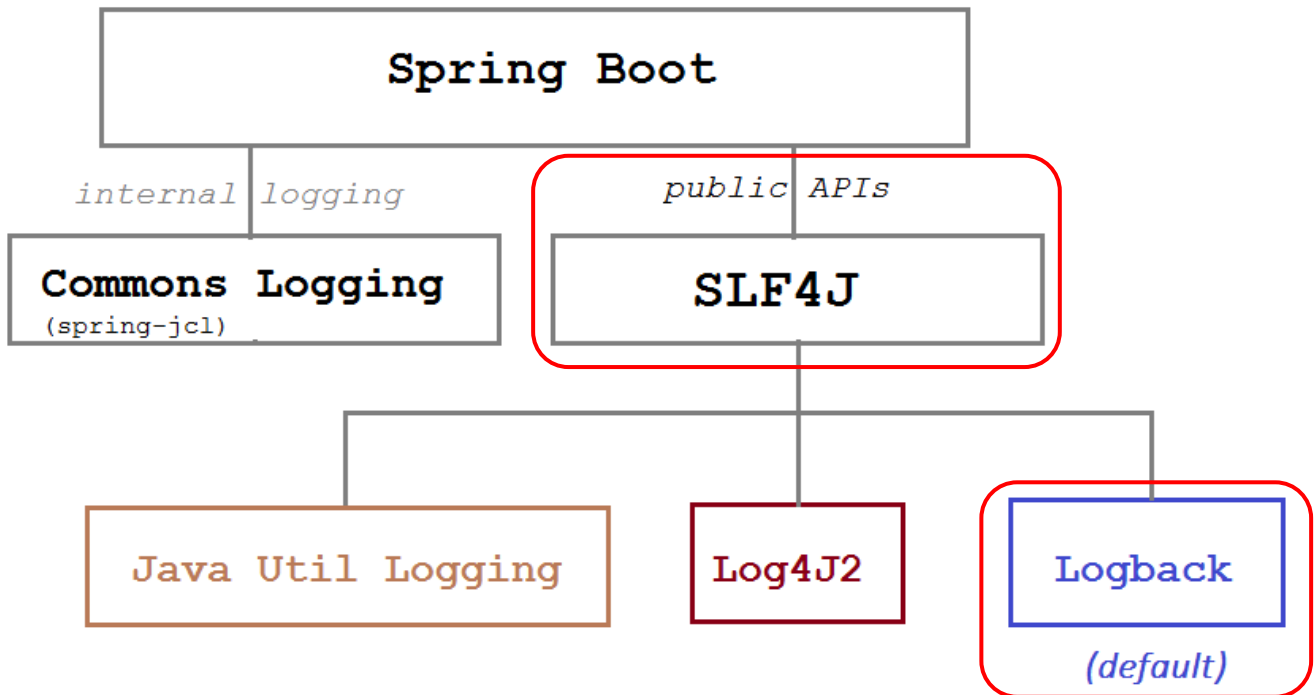 Spring Boot
internal logging
public APIs
Commons Logging
(spring-jcl)
SLF4J
Java Util Logging
Log4J2
Logback
(default)